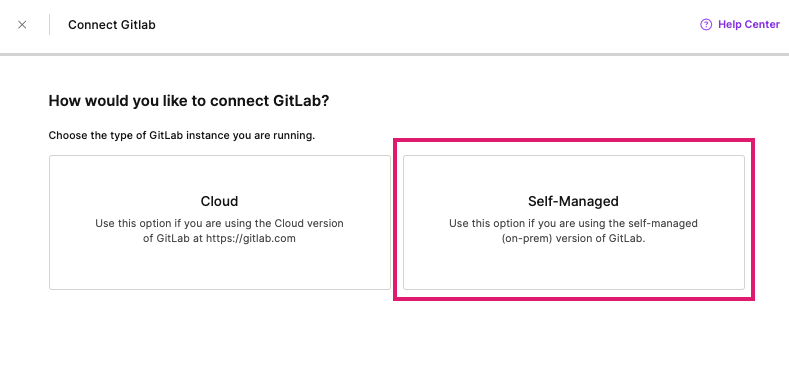 Connect Gitlab
Help Center
How would you like to connect GitLab?
Choose the type of GitLab instance you are running.
Cloud
Use this option if you are using the Cloud version
of GitLab at https://gitlab.com
Self-Managed
Use this option if you are using the self-managed
(on-prem) version of GitLab.